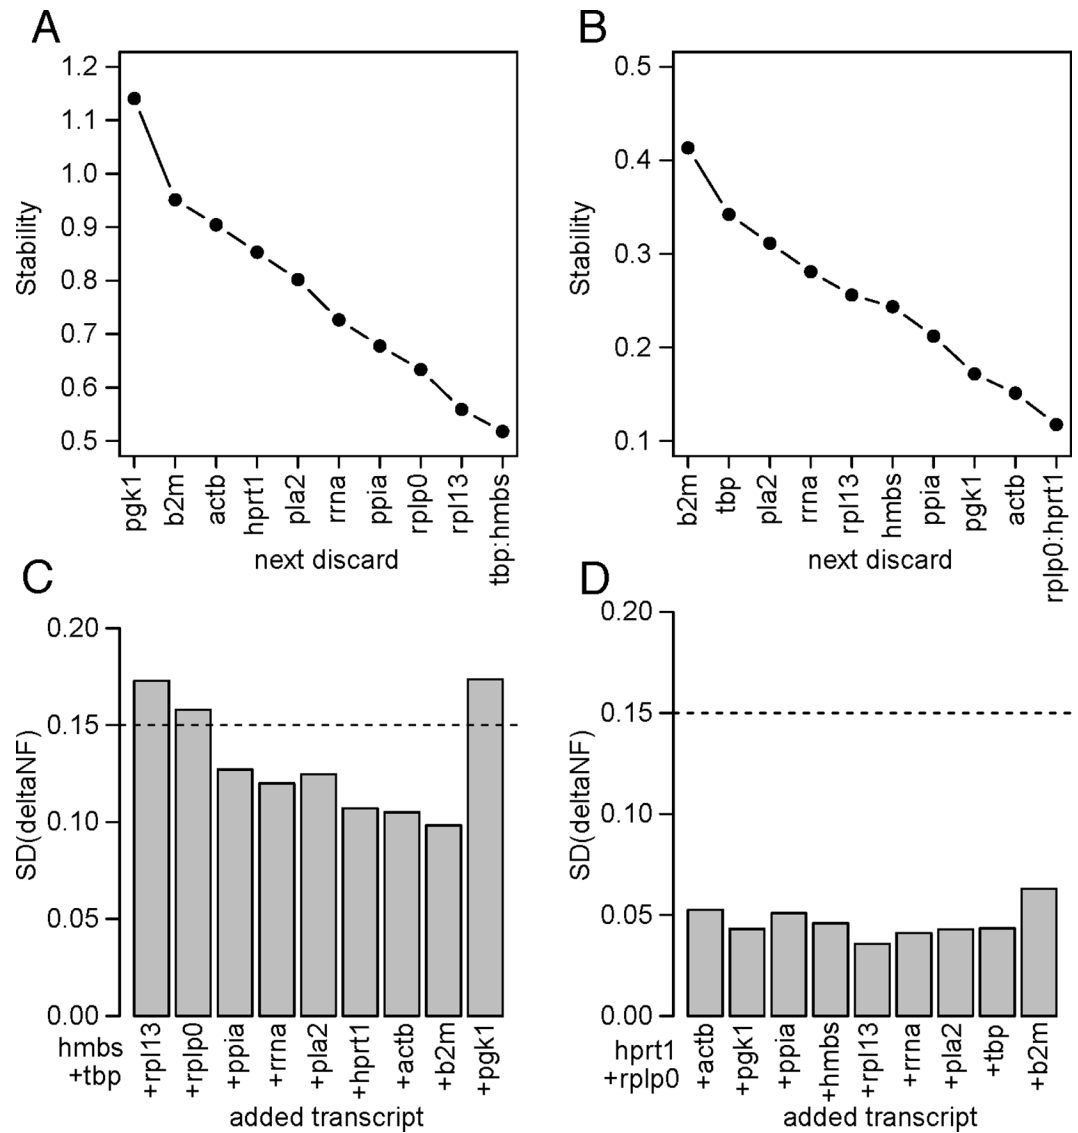 A
Stability
1.2
1.1
1.0
0.9
0.8
0.7
0.6
0.5
pgk1
b2m
actb
hprt1
pla2
rrna
ppia
rplp0
rpl13
tbp:hmbs
next discard
B
Stability
0.5
0.4
0.3
0.2
0.1
b2m
tbp
pla2
rrna
rpl13
hmbs
ppia
pgk1
actb
rplp0:hprt1
next discard
C
SD(deltaNF)
0.20
0.15
0.10
0.05
0.00
hmbs
+tbp
+rpl13
+rplp0
+ppia
+rrna
+pla2
+hprt1
+actb
+b2m
+pgk1
added transcript
D
SD(deltaNF)
0.20
0.15
0.10
0.05
0.00
hprt1
+rplp0
+actb
+pgk1
+ppia
+hmbs
+rpl13
+rrna
+pla2
+tbp
+b2m
added transcript